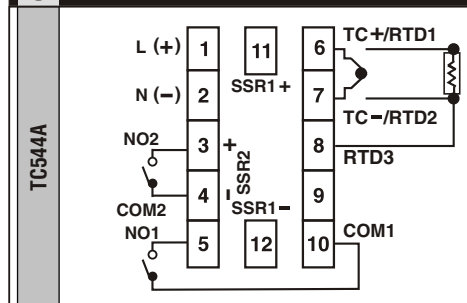 TC544A
L (+) 1 11 6 TC+/RTD1
SSR1+
N (−) 2 7
TC−/RTD2
NO2 3 + SSR2 8 RTD3
4 − 9
COM2 SSR1−
NO1 5 12 10 COM1